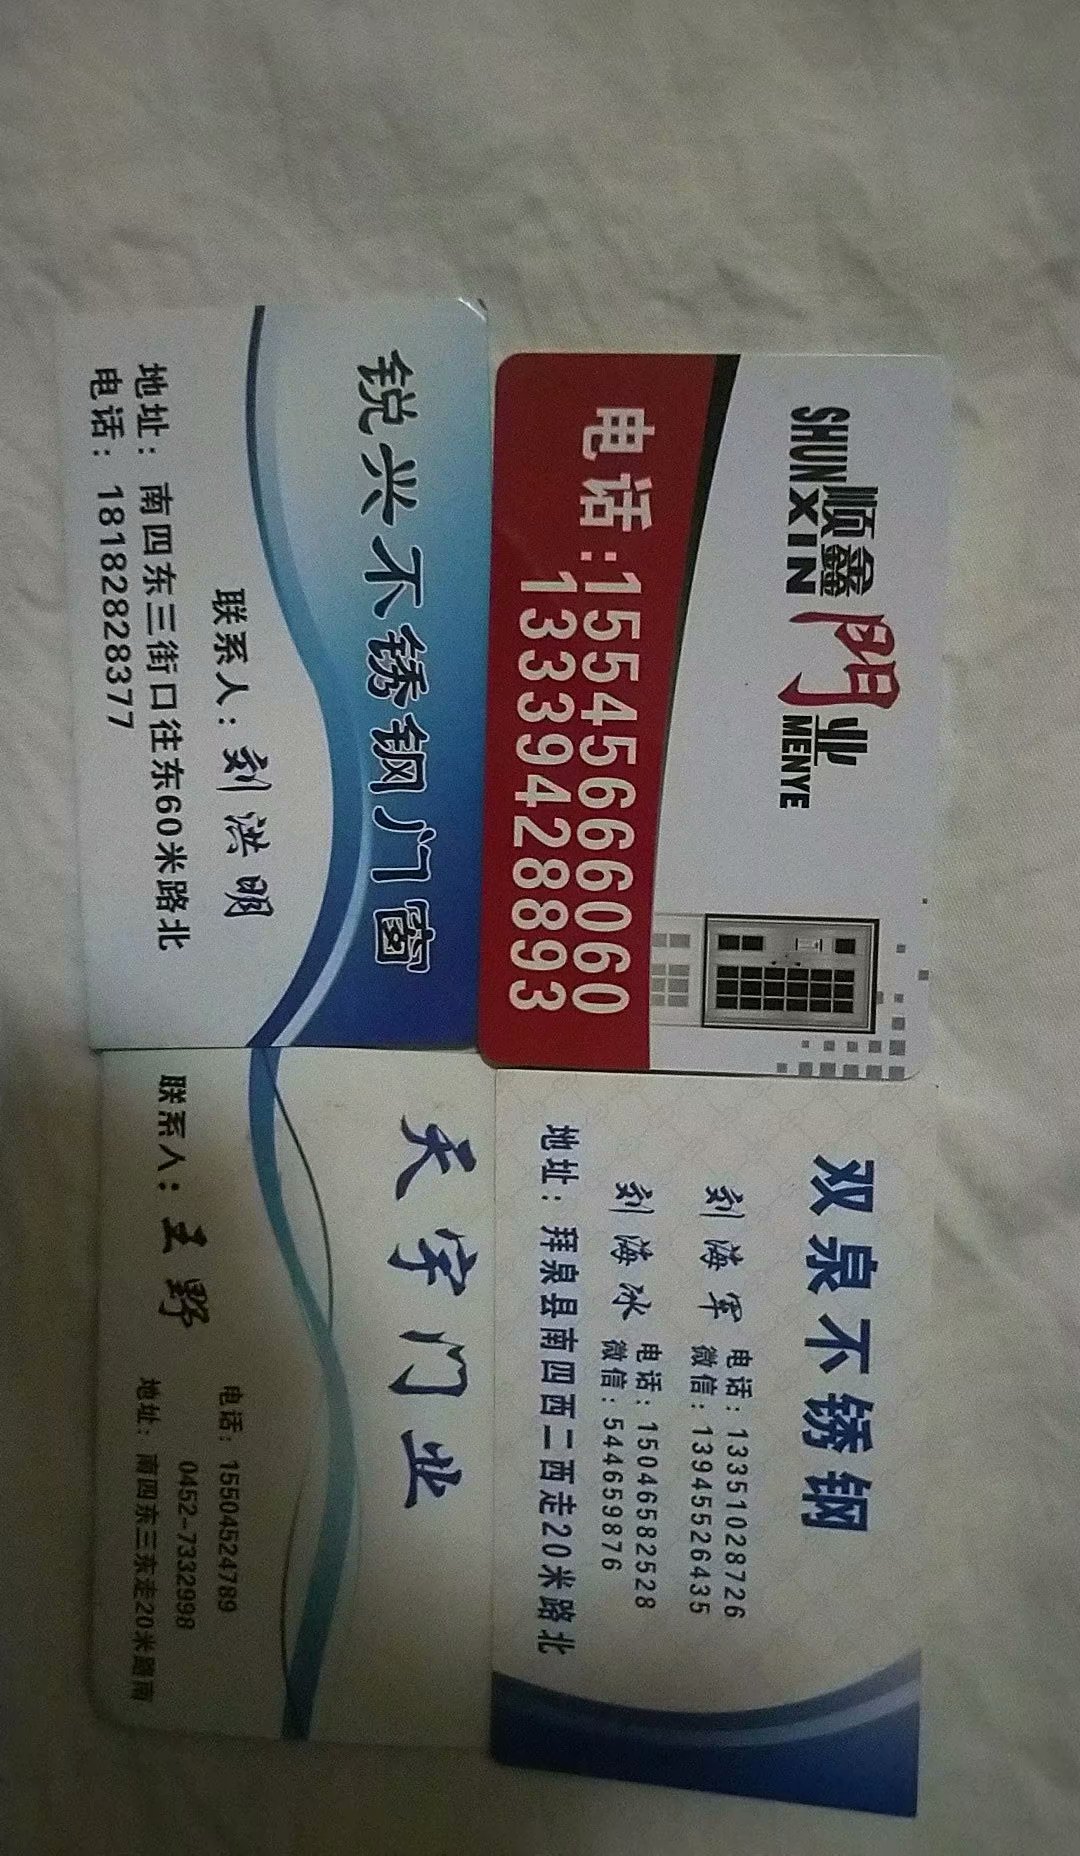 顺鑫門业
SHUNXIN MENYE
电话:15545666060
13339428893
双泉不锈钢
刘海军 电话:13351028726
微信:13945526435
刘海冰 电话:15046582528
微信:544659876
地址:拜泉县南四西二西走20米路北
锐兴不锈钢门窗
联系人:刘洪明
地址:南四东三街口往东60米路北
电话:18182828377
天宇门业
联系人:王野
电话:15504524789
0452-7332998
地址:南四东三东走20米路南